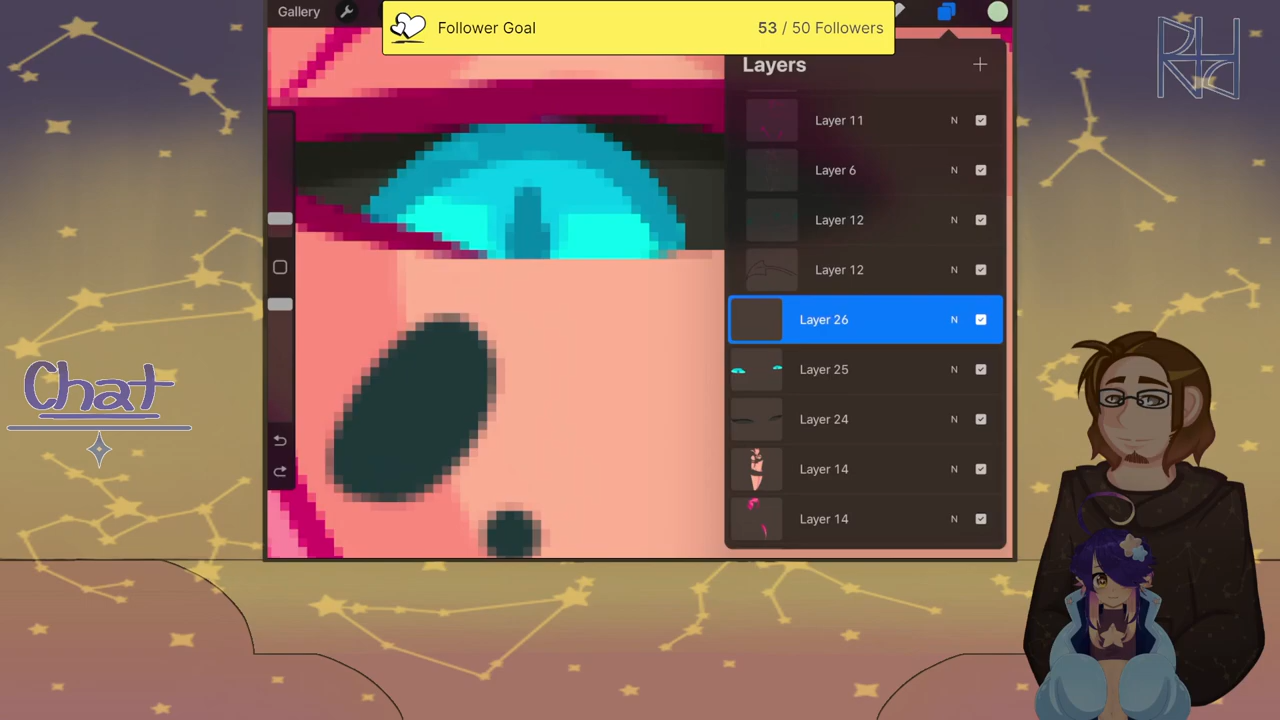 Gallery
Follower Goal
53 / 50 Followers
Layers
Layer 11 N
Layer 6 N
Layer 12 N
Layer 12 N
Layer 26 N
Layer 25 N
Layer 24 N
Layer 14 N
Layer 14 N
Chat